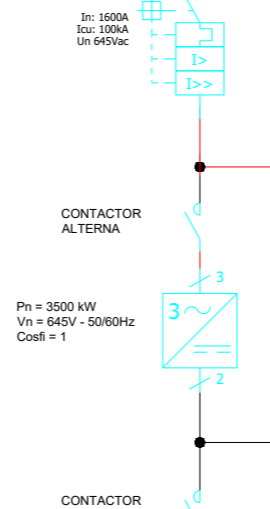 In: 1600A
Icu: 100kA
Un 645Vac
I>
I>>
CONTACTOR
ALTERNA
3
Pn = 3500 kW
Vn = 645V - 50/60Hz
Cosfi = 1
3
2
CONTACTOR